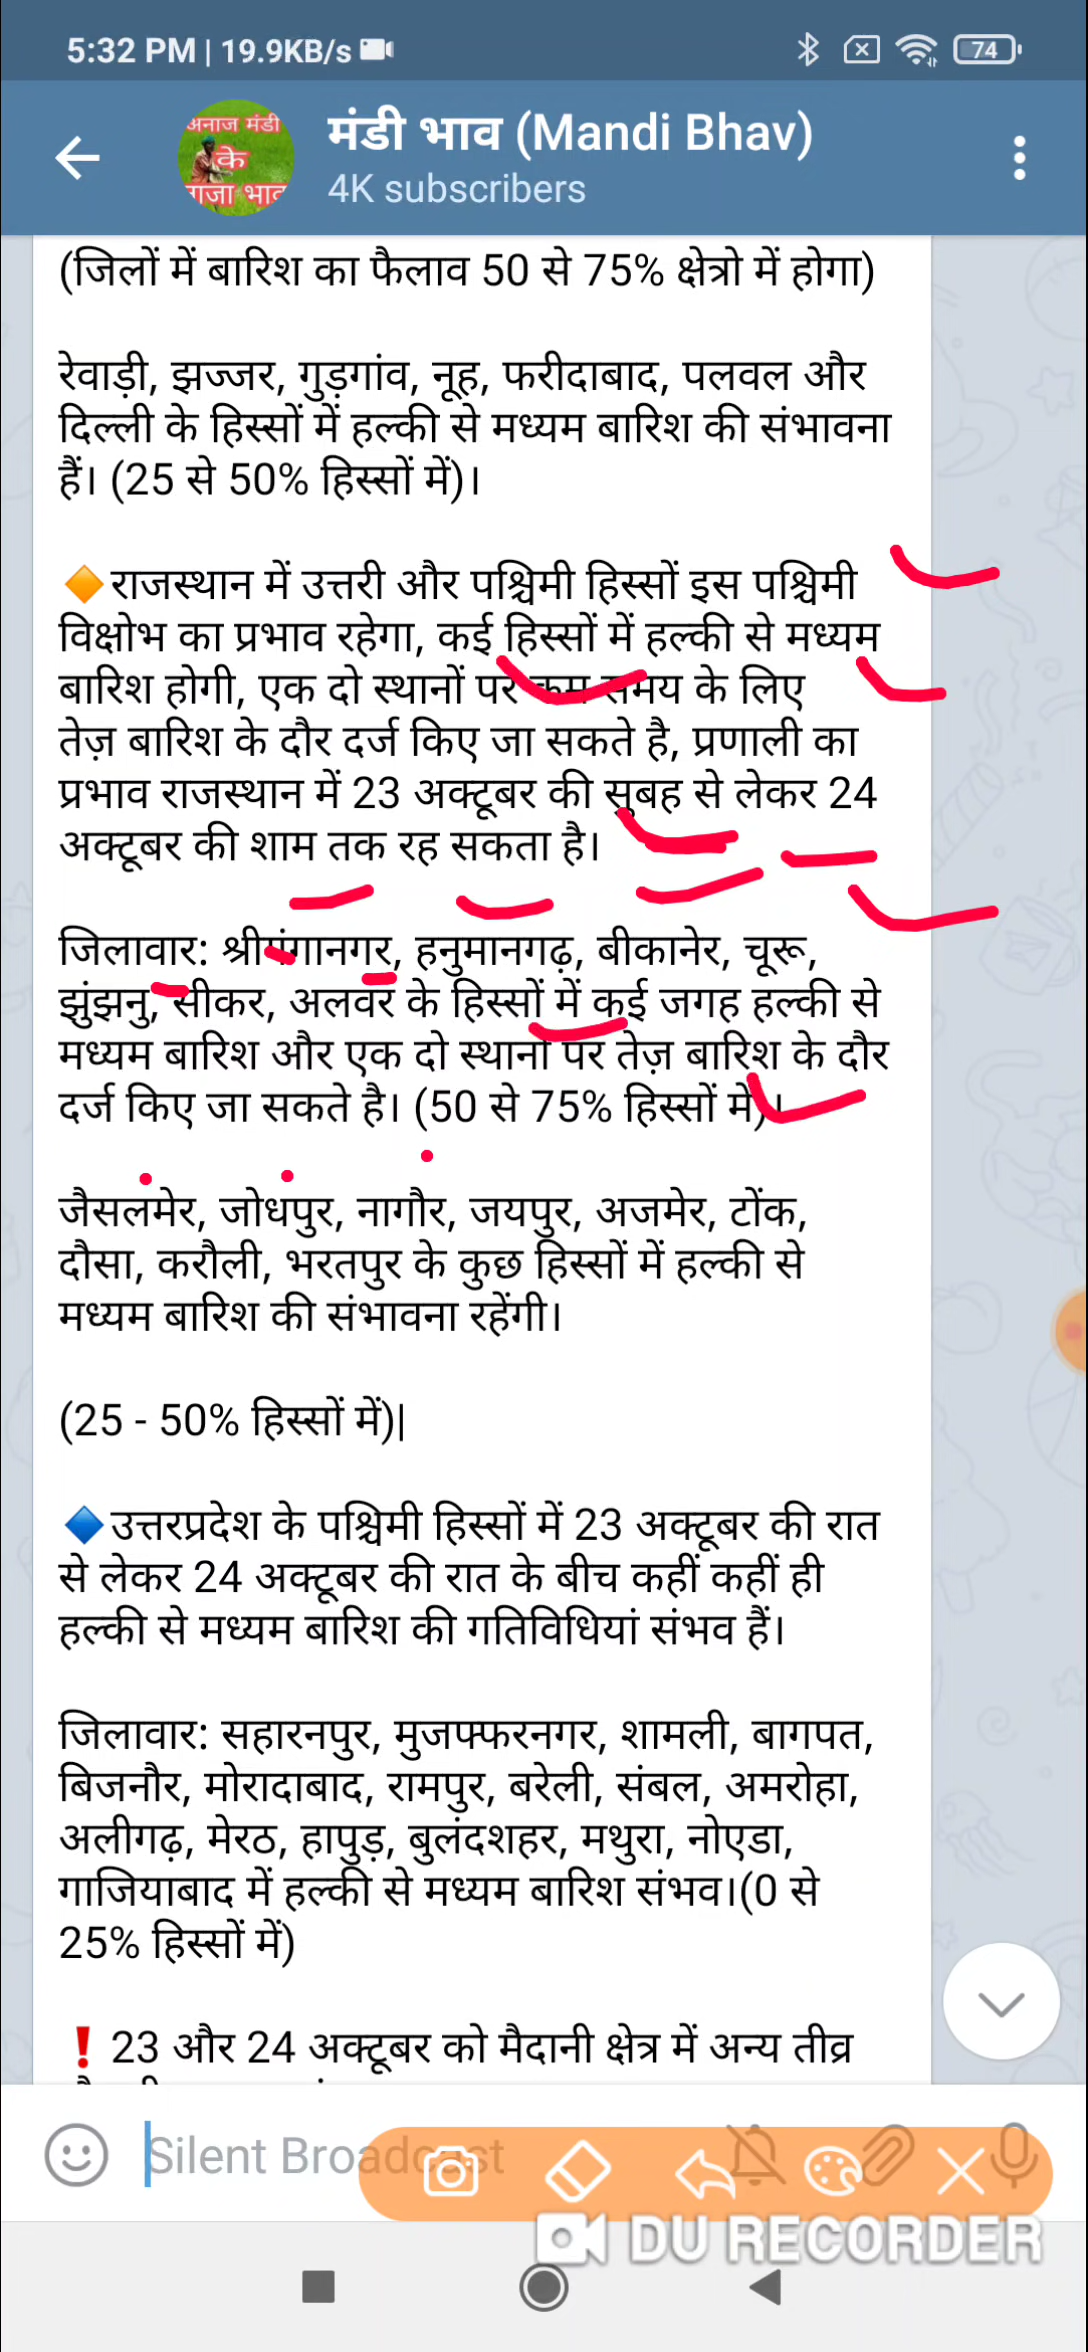 5:32 PM | 19.9KB/s
74
अनाज मंडी
के
मंडी भाव (Mandi Bhav)
4K subscribers
(जिलों में बारिश का फैलाव 50 से 75% क्षेत्रो में होगा)
रेवाड़ी, झज्जर, गुड़गांव, नूह, फरीदाबाद, पलवल और
दिल्ली के हिस्सों में हल्की से मध्यम बारिश की संभावना
हैं। (25 से 50% हिस्सों में)।
🔶राजस्थान में उत्तरी और पश्चिमी हिस्सों इस पश्चिमी
विक्षोभ का प्रभाव रहेगा, कई हिस्सों में हल्की से मध्यम
बारिश होगी, एक दो स्थानों पर कम समय के लिए
तेज़ बारिश के दौर दर्ज किए जा सकते है, प्रणाली का
प्रभाव राजस्थान में 23 अक्टूबर की सुबह से लेकर 24
अक्टूबर की शाम तक रह सकता है।
जिलावार: श्रीगंगानगर, हनुमानगढ़, बीकानेर, चूरू,
झुंझनु, सीकर, अलवर के हिस्सों में कई जगह हल्की से
मध्यम बारिश और एक दो स्थानों पर तेज़ बारिश के दौर
दर्ज किए जा सकते है। (50 से 75% हिस्सों में)।
जैसलमेर, जोधपुर, नागौर, जयपुर, अजमेर, टोंक,
दौसा, करौली, भरतपुर के कुछ हिस्सों में हल्की से
मध्यम बारिश की संभावना रहेंगी।
(25 - 50% हिस्सों में)|
🔷उत्तरप्रदेश के पश्चिमी हिस्सों में 23 अक्टूबर की रात
से लेकर 24 अक्टूबर की रात के बीच कहीं कहीं ही
हल्की से मध्यम बारिश की गतिविधियां संभव हैं।
जिलावार: सहारनपुर, मुजफ्फरनगर, शामली, बागपत,
बिजनौर, मोरादाबाद, रामपुर, बरेली, संबल, अमरोहा,
अलीगढ़, मेरठ, हापुड़, बुलंदशहर, मथुरा, नोएडा,
गाजियाबाद में हल्की से मध्यम बारिश संभव।(0 से
25% हिस्सों में)
❗ 23 और 24 अक्टूबर को मैदानी क्षेत्र में अन्य तीव्र
Silent Broadcast
DU RECORDER